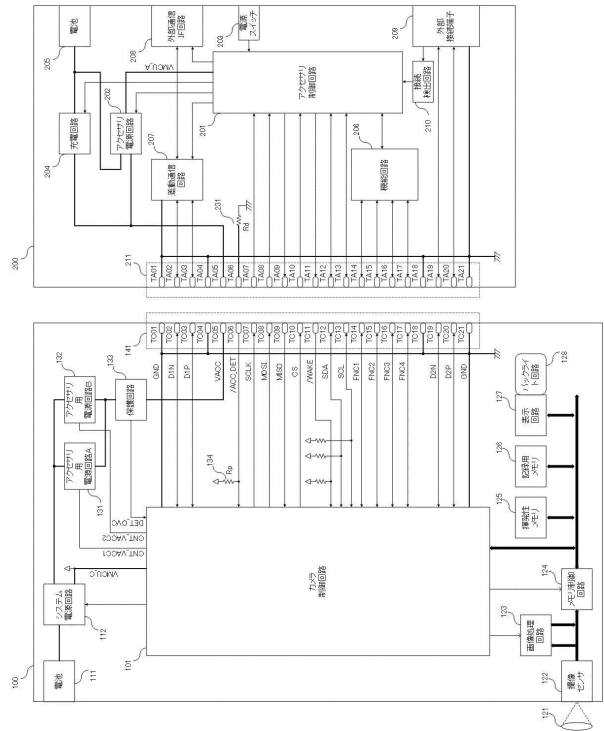 100
電池
111
システム
電源回路
112
VMCU_C
アクセサリ用
電源回路A
131
アクセサリ用
電源回路B
132
保護回路
133
CNT_VACC1
CNT_VACC2
DET_OVC
カメラ
制御回路
101
134
Rp
GND
D1N
D1P
VACC
/ACC_DET
SCLK
MOSI
MISO
CS
/WAKE
SDA
SCL
FNC1
FNC2
FNC3
FNC4
D2N
D2P
GND
141
TC01
TC02
TC03
TC04
TC05
TC06
TC07
TC08
TC09
TC10
TC11
TC12
TC13
TC14
TC15
TC16
TC17
TC18
TC19
TC20
TC21
121
撮像
センサ
122
画像処理
回路
123
メモリ制御
回路
124
揮発性
メモリ
125
記録用
メモリ
126
表示
回路
127
バックライ
ト回路
128
200
211
TA01
TA02
TA03
TA04
TA05
TA06
TA07
TA08
TA09
TA10
TA11
TA12
TA13
TA14
TA15
TA16
TA17
TA18
TA19
TA20
TA21
充電回路
204
アクセサリ
電源回路
202
電池
205
VMCU_A
差動通信
回路
207
231
Rd
外部通信
IF回路
208
電源
スイッチ
203
アクセサリ
制御回路
201
機能回路
206
接続
検出回路
210
外部
接続端子
209